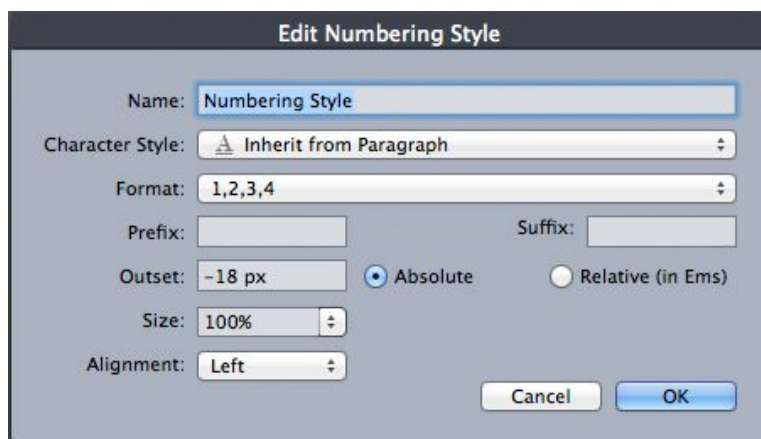 Edit Numbering Style
Name: Numbering Style
Character Style: A Inherit from Paragraph
Format: 1,2,3,4
Prefix: Suffix:
Outset: -18 px Absolute Relative (in Ems)
Size: 100%
Alignment: Left
Cancel OK